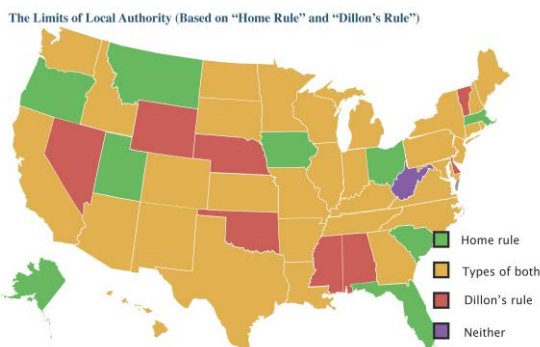 The Limits of Local Authority (Based on “Home Rule” and “Dillon’s Rule”)
Home rule
Types of both
Dillon’s rule
Neither